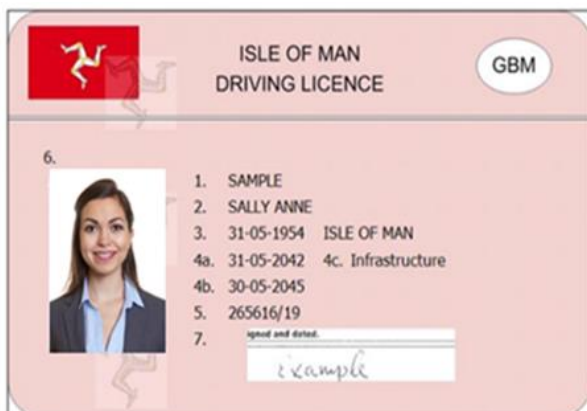 ISLE OF MAN
DRIVING LICENCE
GBM
6.
1. SAMPLE
2. SALLY ANNE
3. 31-05-1954 ISLE OF MAN
4a. 31-05-2042 4c. Infrastructure
4b. 30-05-2045
5. 265616/19
7. igned and dated.
example